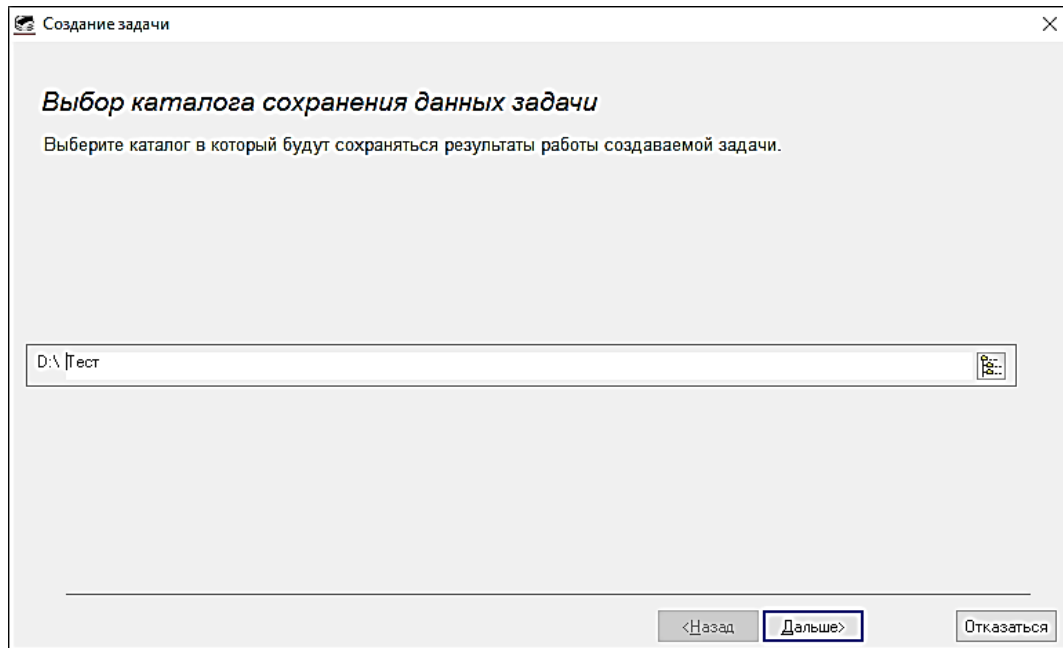 Создание задачи
Выбор каталога сохранения данных задачи
Выберите каталог в который будут сохраняться результаты работы создаваемой задачи.
D:\ Тест
<Назад Дальше> Отказаться